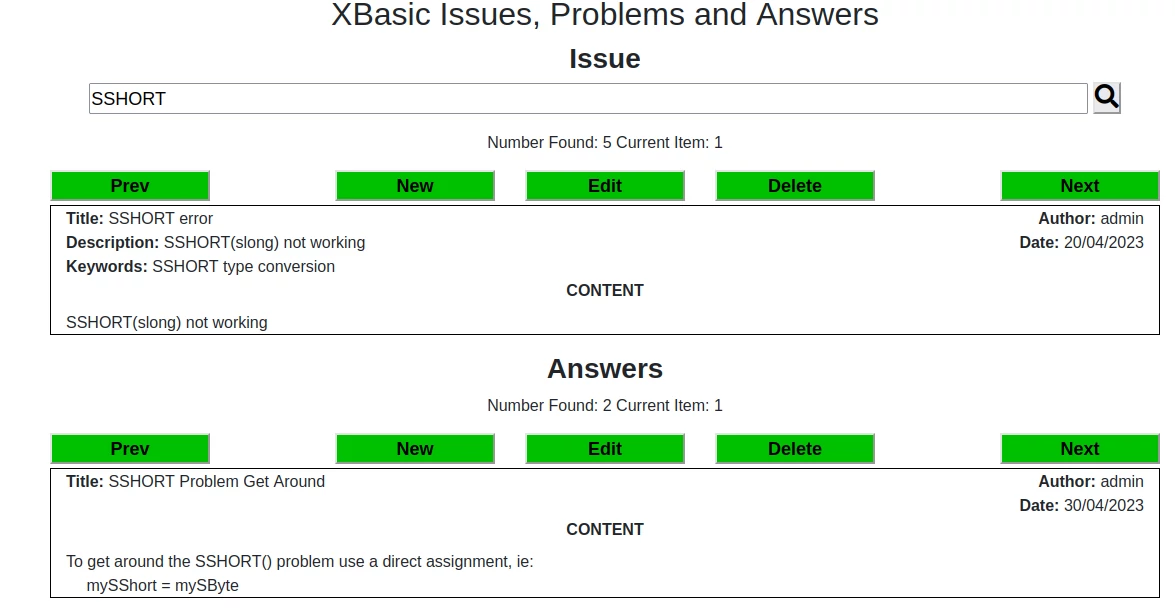 XBasic Issues, Problems and Answers
Issue
SSHORT
Number Found: 5 Current Item: 1
Prev New Edit Delete Next
Title: SSHORT error Author: admin
Description: SSHORT(slong) not working Date: 20/04/2023
Keywords: SSHORT type conversion
CONTENT
SSHORT(slong) not working
Answers
Number Found: 2 Current Item: 1
Prev New Edit Delete Next
Title: SSHORT Problem Get Around Author: admin
Date: 30/04/2023
CONTENT
To get around the SSHORT() problem use a direct assignment, ie:
mySShort = mySByte